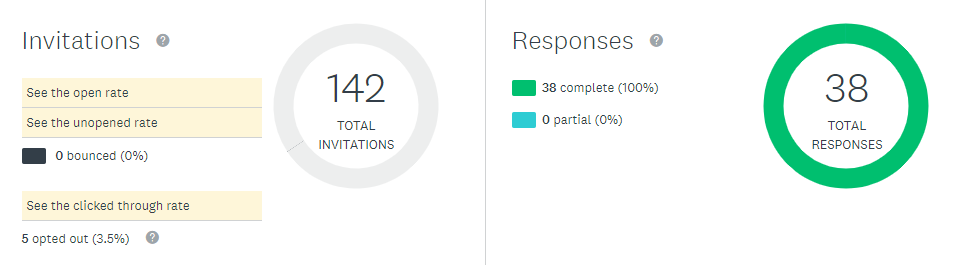 Invitations ?
See the open rate
See the unopened rate
0 bounced (0%)
See the clicked through rate
5 opted out (3.5%) ?
142
TOTAL
INVITATIONS
Responses ?
38 complete (100%)
0 partial (0%)
38
TOTAL
RESPONSES